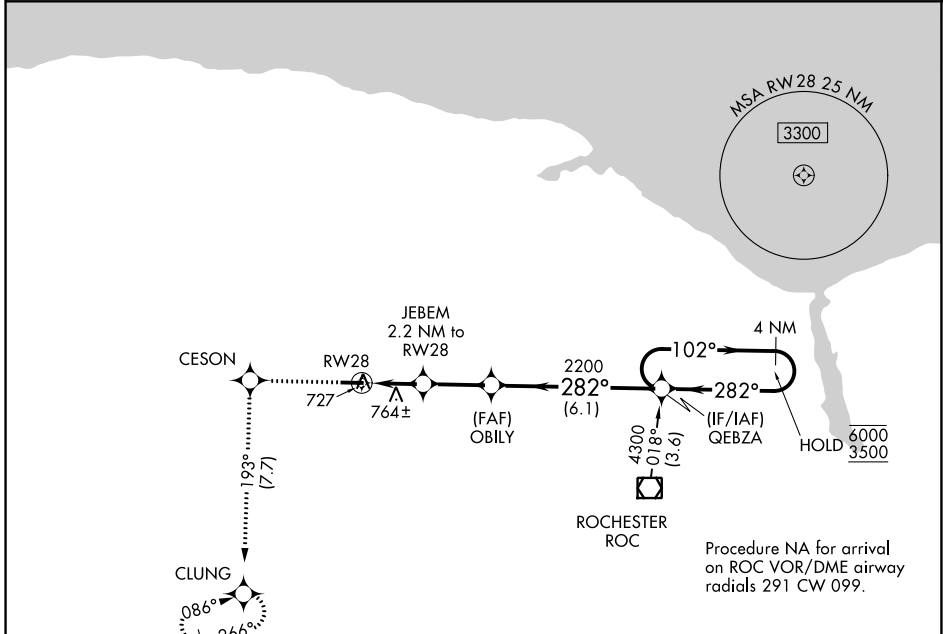 MSA RW28 25 NM
3300
JEBEM
2.2 NM to
RW28
4 NM
CESON
RW28
2200
102°
282°
282°
727
764±
(6.1)
(FAF)
OBILY
(IF/IAF)
QEBZA
HOLD
6000
3500
4300
018°
(3.6)
193°
(7.7)
ROCHESTER
ROC
Procedure NA for arrival
on ROC VOR/DME airway
radials 291 CW 099.
CLUNG
086°
266°